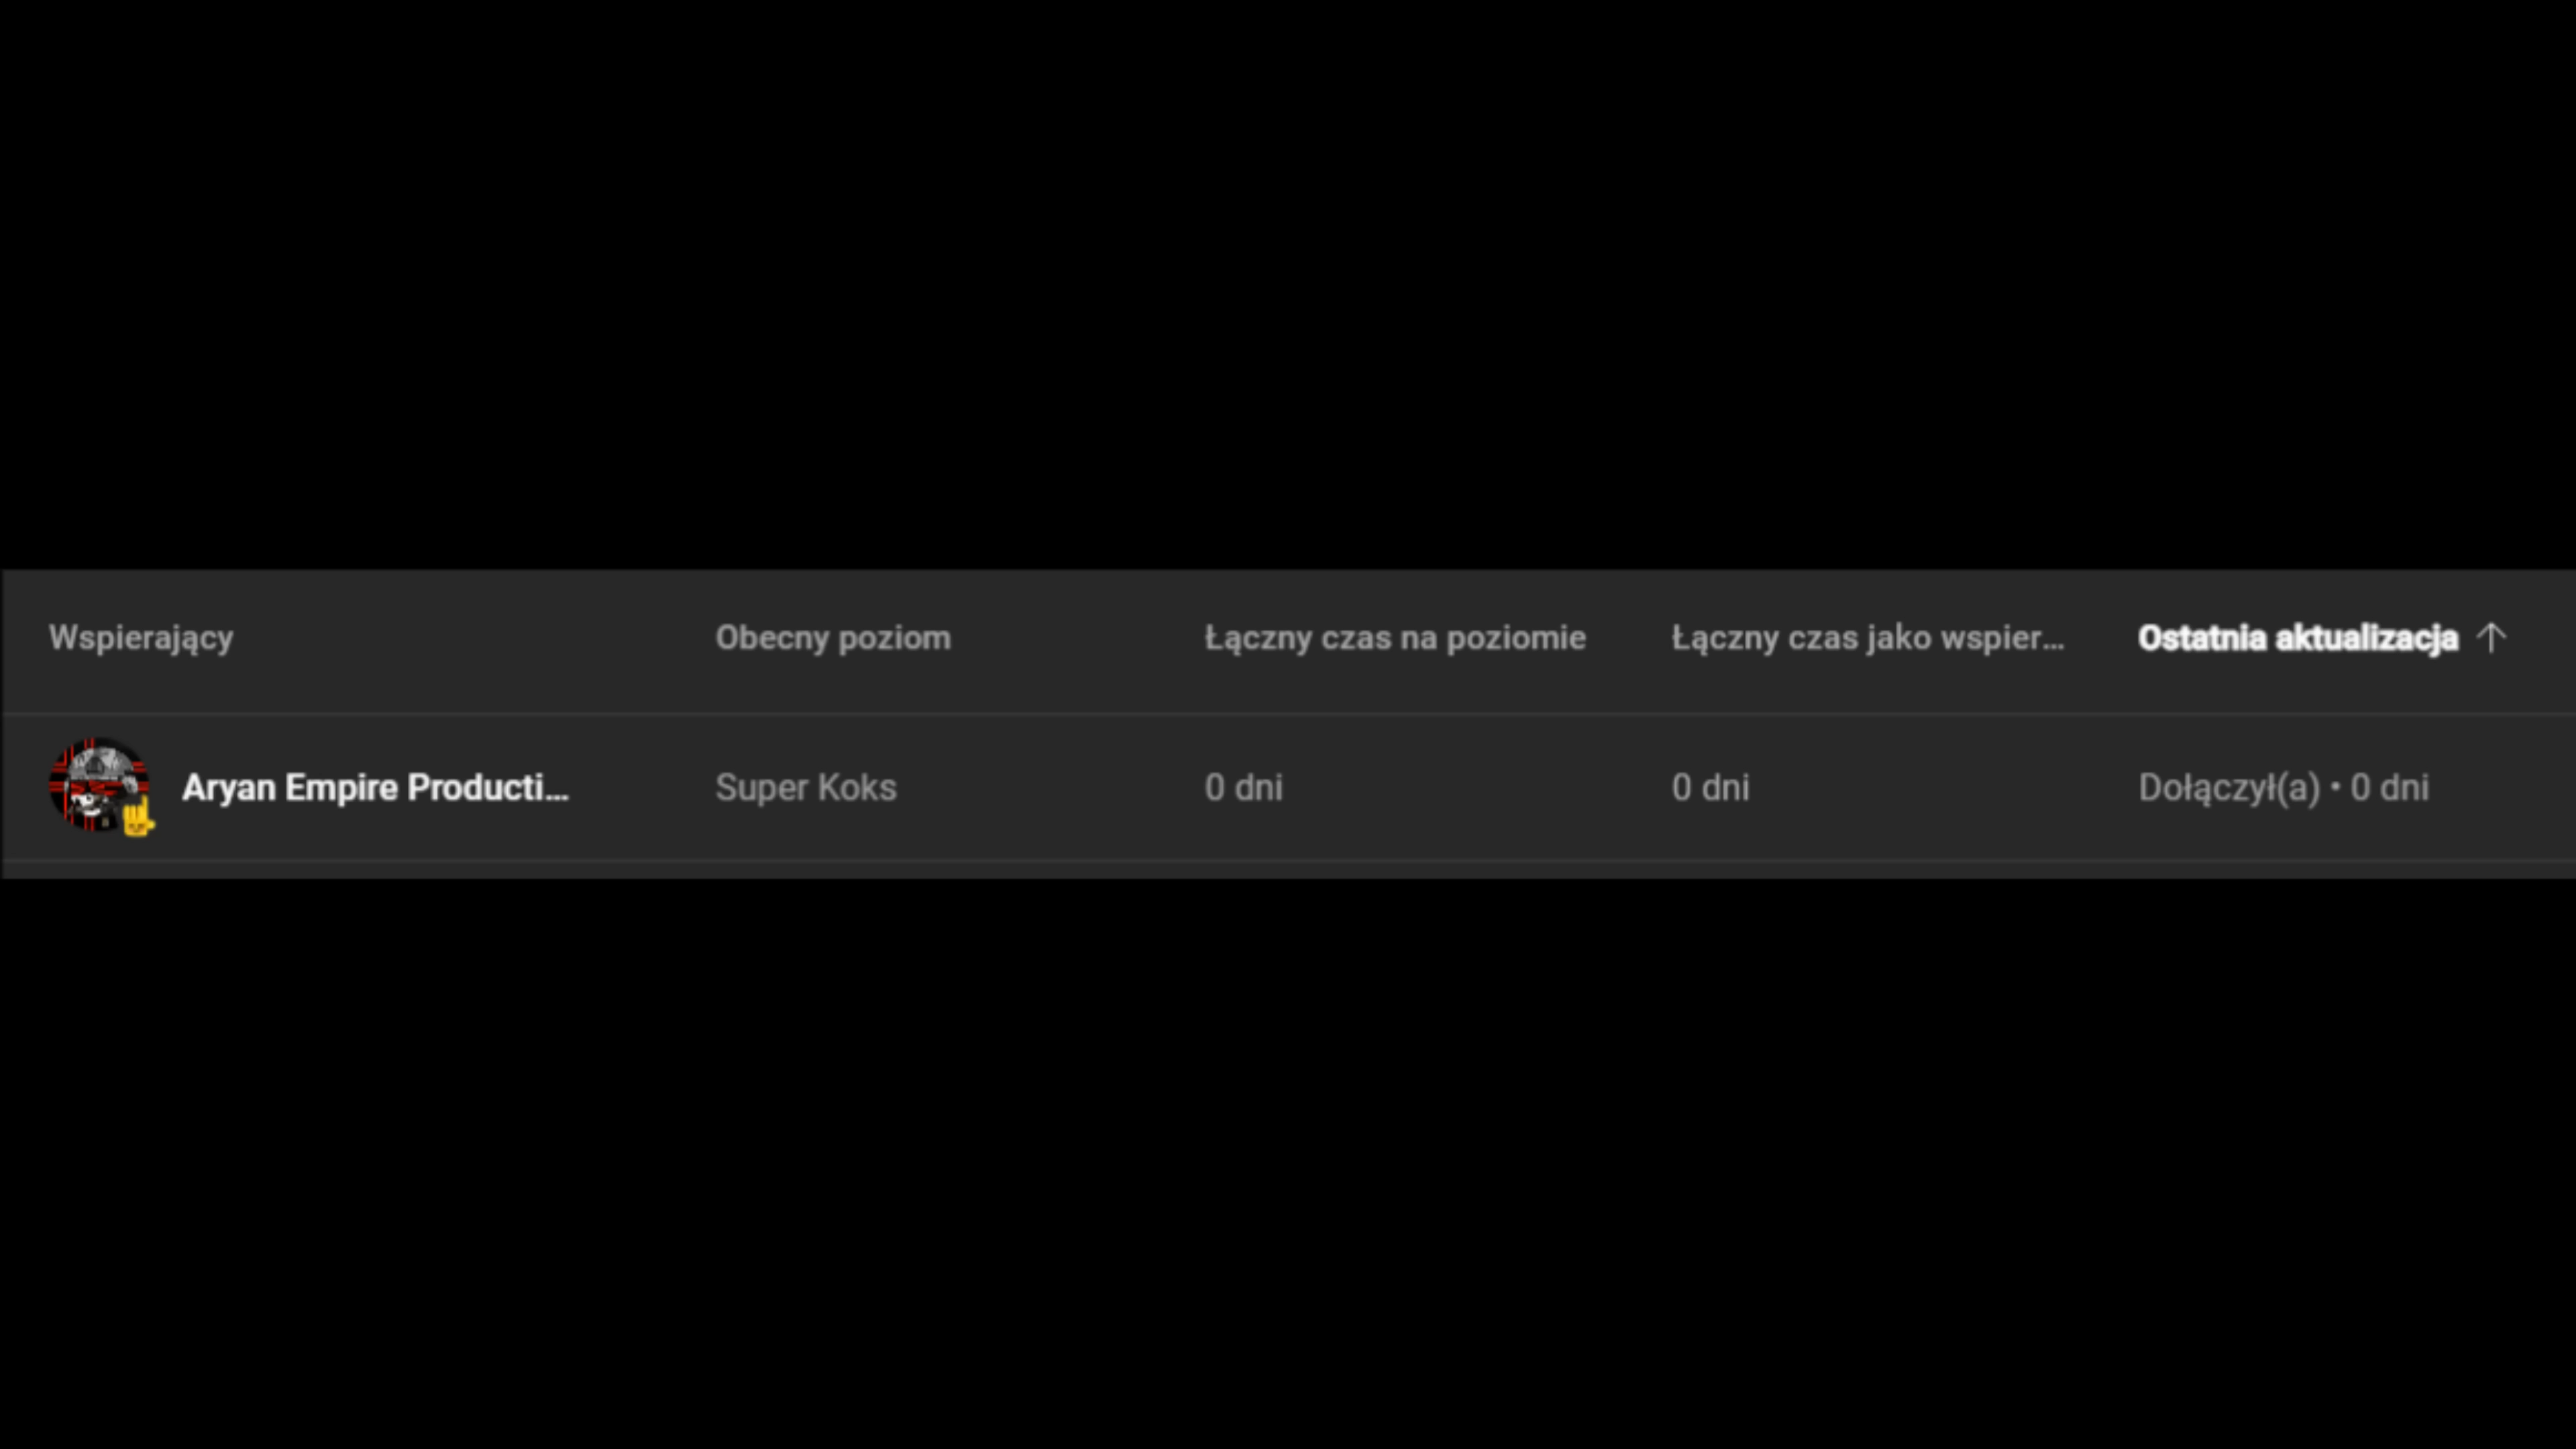 Wspierający Obecny poziom Łączny czas na poziomie Łączny czas jako wspier... Ostatnia aktualizacja
Aryan Empire Producti... Super Koks 0 dni 0 dni Dołączył(a) • 0 dni